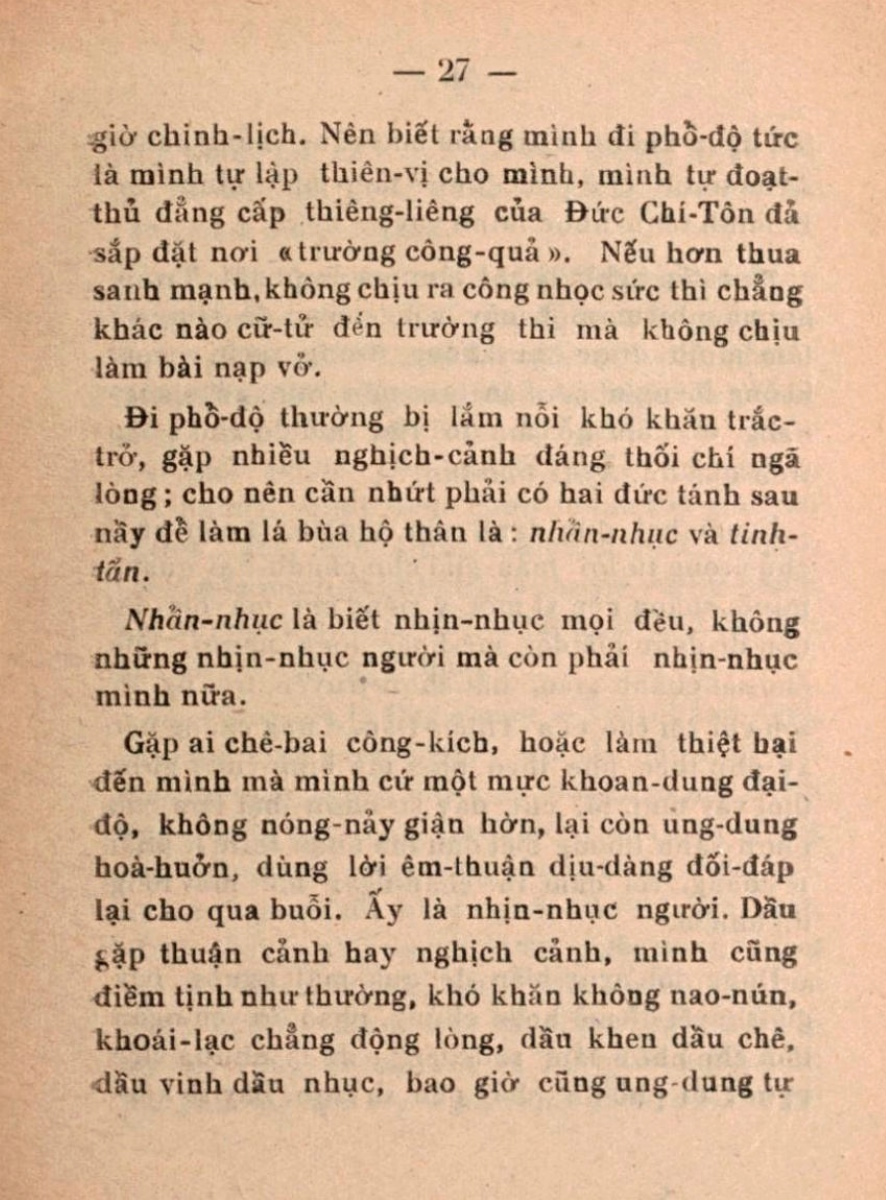 — 27 —
giờ chinh-lịch. Nên biết rằng mình đi phổ-độ tức
là mình tự lập thiên-vị cho mình, mình tự đoạt-
thủ đẳng cấp thiêng-liêng của Đức Chí-Tôn đả
sắp đặt nơi «trường công-quả». Nếu hơn thua
sanh mạnh, không chịu ra công nhọc sức thì chẳng
khác nào cữ-tử đến trường thi mà không chịu
làm bài nạp vở.
Đi phổ-độ thường bị lắm nỗi khó khăn trắc-
trở, gặp nhiều nghịch-cảnh đáng thối chí ngã
lòng; cho nên cần nhứt phải có hai đức tánh sau
nầy để làm lá bùa hộ thân là: nhẫn-nhục và tinh-
tấn.
Nhẫn-nhục là biết nhịn-nhục mọi đều, không
những nhịn-nhục người mà còn phải nhịn-nhục
mình nữa.
Gặp ai chê-bai công-kích, hoặc làm thiệt hại
đến mình mà mình cứ một mực khoan-dung đại-
độ, không nóng-nảy giận hờn, lại còn ung-dung
hoà-huởn, dùng lời êm-thuận dịu-dàng đối-đáp
lại cho qua buổi. Ấy là nhịn-nhục người. Dầu
gặp thuận cảnh hay nghịch cảnh, mình cũng
điềm tịnh như thường, khó khăn không nao-nún,
khoái-lạc chẳng động lòng, dầu khen dầu chê,
dầu vinh dầu nhục, bao giờ cũng ung-dung tự